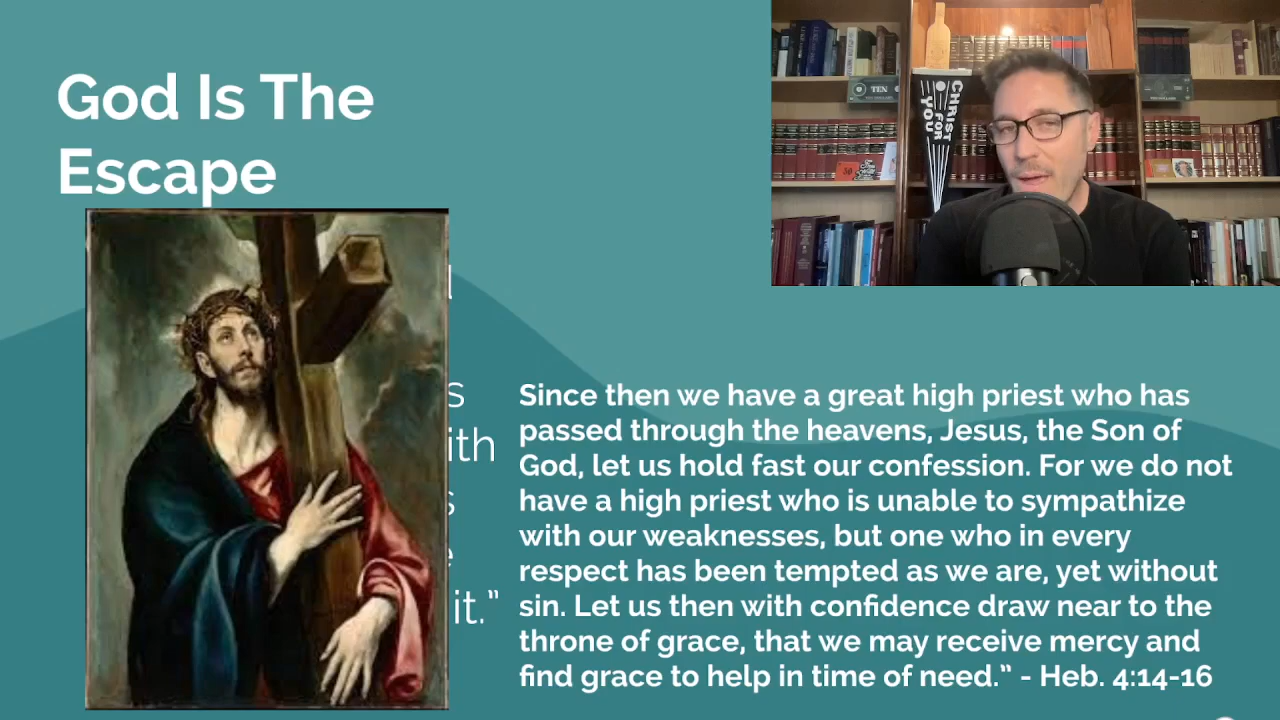 God Is The
Escape
s
ith
s
e
it.”
Since then we have a great high priest who has
passed through the heavens, Jesus, the Son of
God, let us hold fast our confession. For we do not
have a high priest who is unable to sympathize
with our weaknesses, but one who in every
respect has been tempted as we are, yet without
sin. Let us then with confidence draw near to the
throne of grace, that we may receive mercy and
find grace to help in time of need.” - Heb. 4:14-16
CHRIST
FOR
YOU
TEN